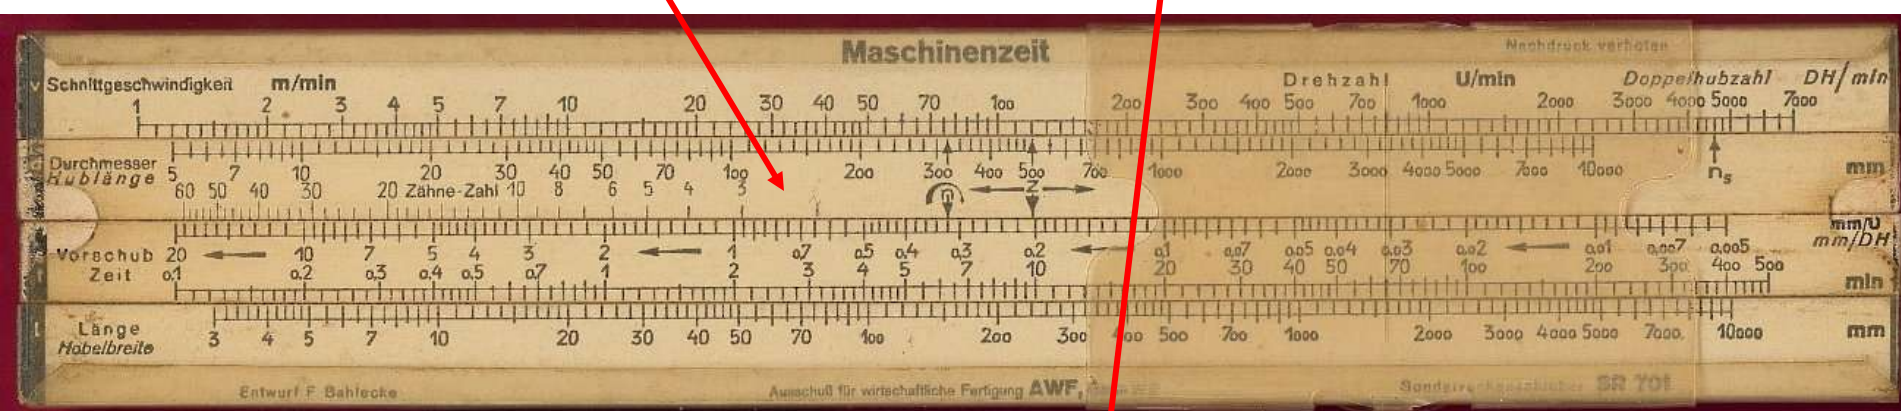 Maschinenzeit Nachdruck verboten
Schnittgeschwindigkeit m/min Drehzahl U/min Doppelhubzahl DH/min
1 2 3 4 5 7 10 20 30 40 50 70 100 200 300 400 500 700 1000 2000 3000 4000 5000 7000
Durchmesser
Hublänge 5 7 10 20 30 40 50 70 100 200 300 400 500 700 1000 2000 3000 4000 5000 7000 10000 ns mm
60 50 40 30 20 Zähne-Zahl 10 8 6 5 4 3 n Z
Vorschub 20 10 7 5 4 3 2 1 0,7 0,5 0,4 0,3 0,2 0,1 0,07 0,05 0,04 0,03 0,02 0,01 0,007 0,005 mm/U mm/DH
Zeit 0,1 0,2 0,3 0,4 0,5 0,7 1 2 3 4 5 7 10 20 30 40 50 70 100 200 300 400 500 min
Länge
Hobelbreite 3 4 5 7 10 20 30 40 50 70 100 200 300 400 500 700 1000 2000 3000 4000 5000 7000 10000 mm
Entwurf F Bahlecke Ausschuß für wirtschaftliche Fertigung AWF, Sonderrechenschieber SR 701